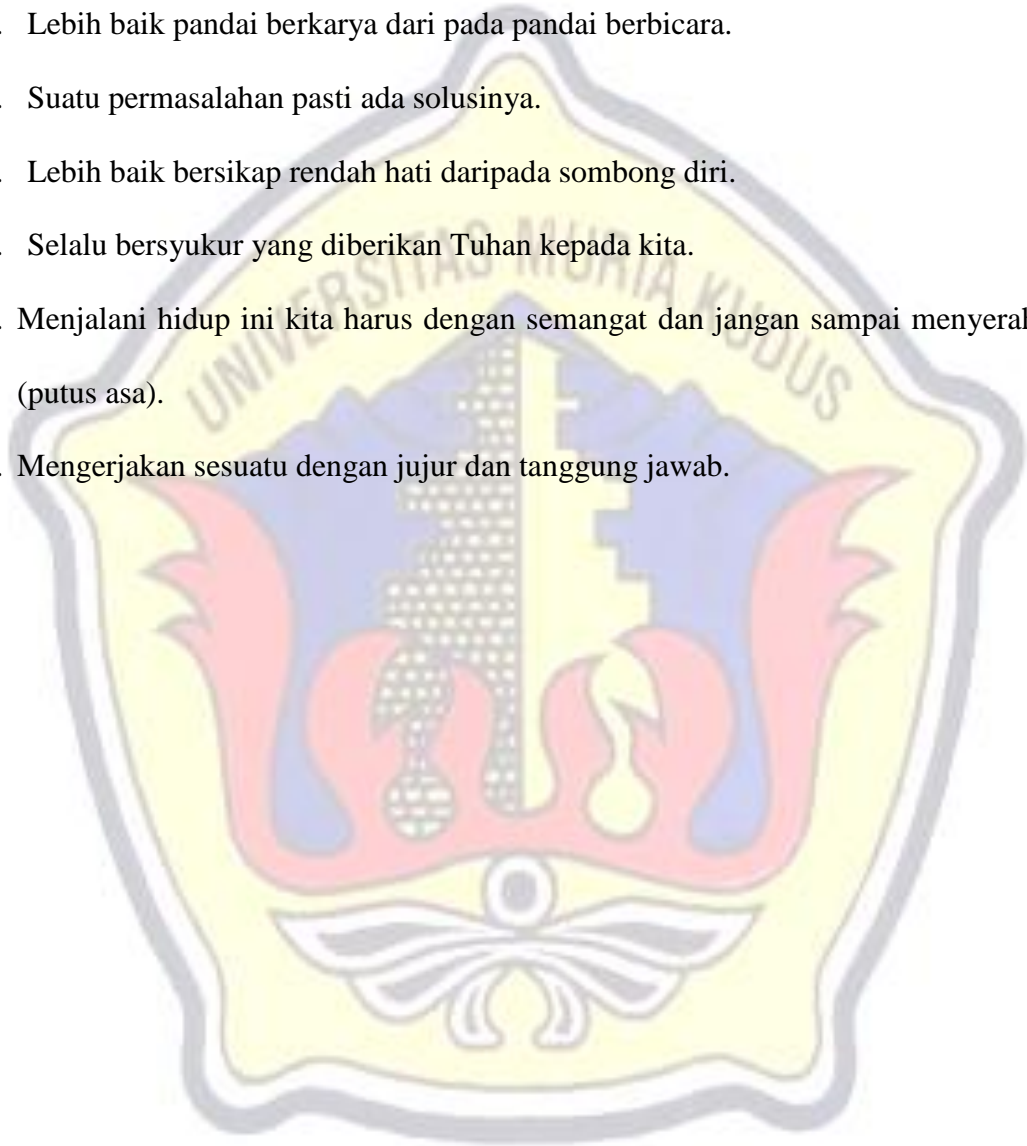 . Lebih baik pandai berkarya dari pada pandai berbicara.
. Suatu permasalahan pasti ada solusinya.
. Lebih baik bersikap rendah hati daripada sombong diri.
. Selalu bersyukur yang diberikan Tuhan kepada kita.
UNIVERSITAS MURIA KUDUS
. Menjalani hidup ini kita harus dengan semangat dan jangan sampai menyerah
(putus asa).
. Mengerjakan sesuatu dengan jujur dan tanggung jawab.